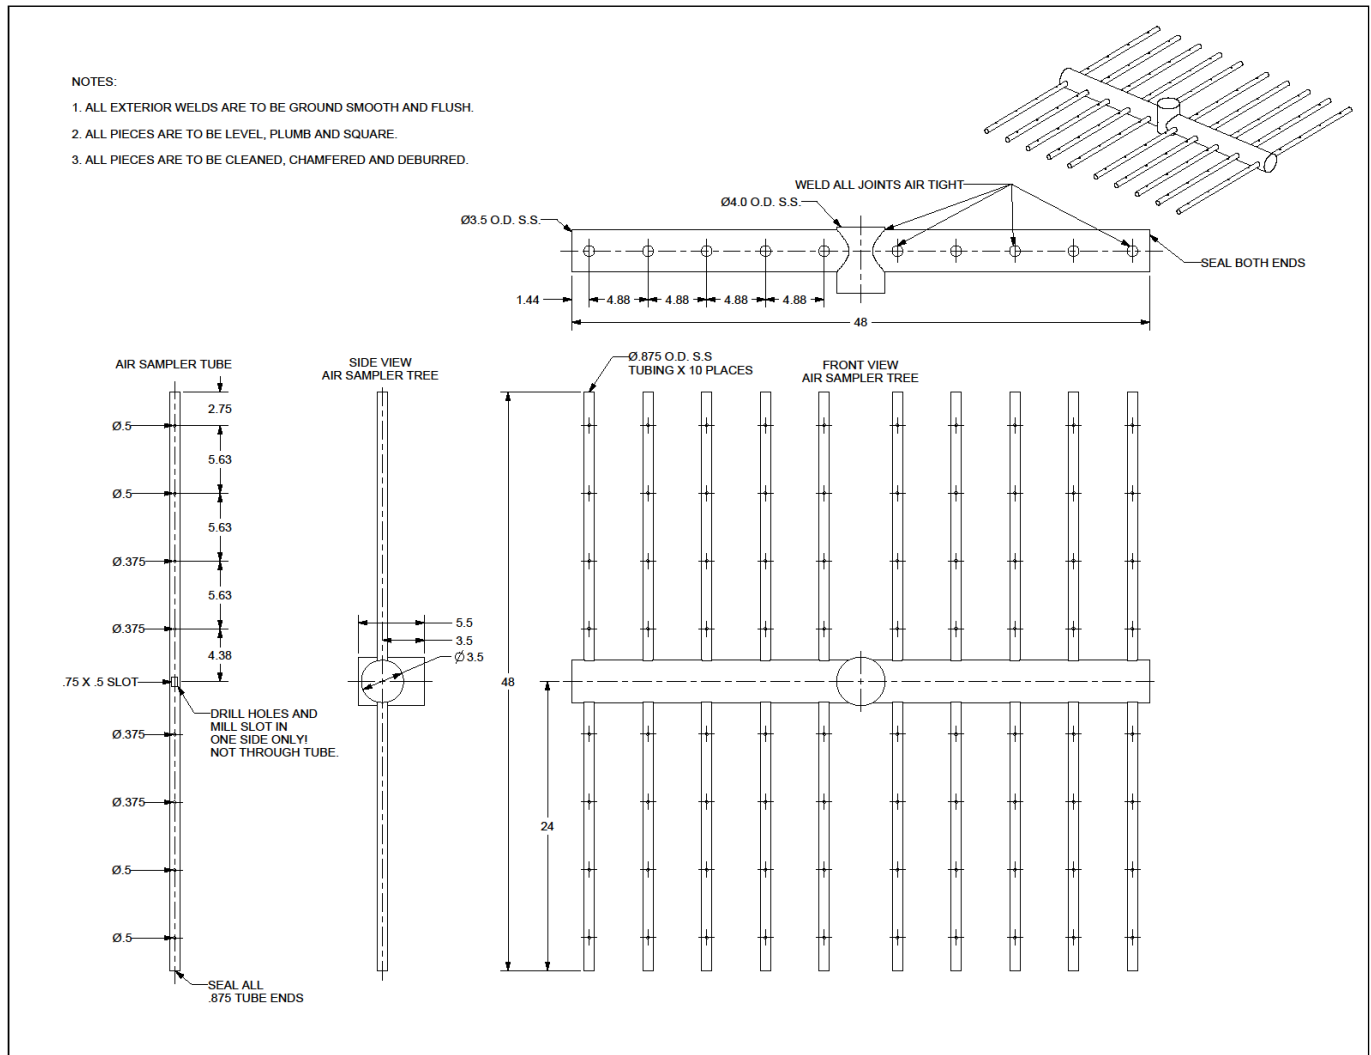 NOTES:
1. ALL EXTERIOR WELDS ARE TO BE GROUND SMOOTH AND FLUSH.
2. ALL PIECES ARE TO BE LEVEL, PLUMB AND SQUARE.
3. ALL PIECES ARE TO BE CLEANED, CHAMFERED AND DEBURRED.
WELD ALL JOINTS AIR TIGHT
Ø4.0 O.D. S.S.
Ø3.5 O.D. S.S.
SEAL BOTH ENDS
1.44
4.88
4.88
4.88
4.88
48
AIR SAMPLER TUBE
2.75
Ø.5
5.63
Ø.5
5.63
Ø.375
5.63
Ø.375
4.38
.75 X .5 SLOT
DRILL HOLES AND
MILL SLOT IN
ONE SIDE ONLY!
NOT THROUGH TUBE.
Ø.375
Ø.375
Ø.5
Ø.5
SEAL ALL
.875 TUBE ENDS
SIDE VIEW
AIR SAMPLER TREE
5.5
3.5
Ø3.5
Ø.875 O.D. S.S
TUBING X 10 PLACES
FRONT VIEW
AIR SAMPLER TREE
48
24